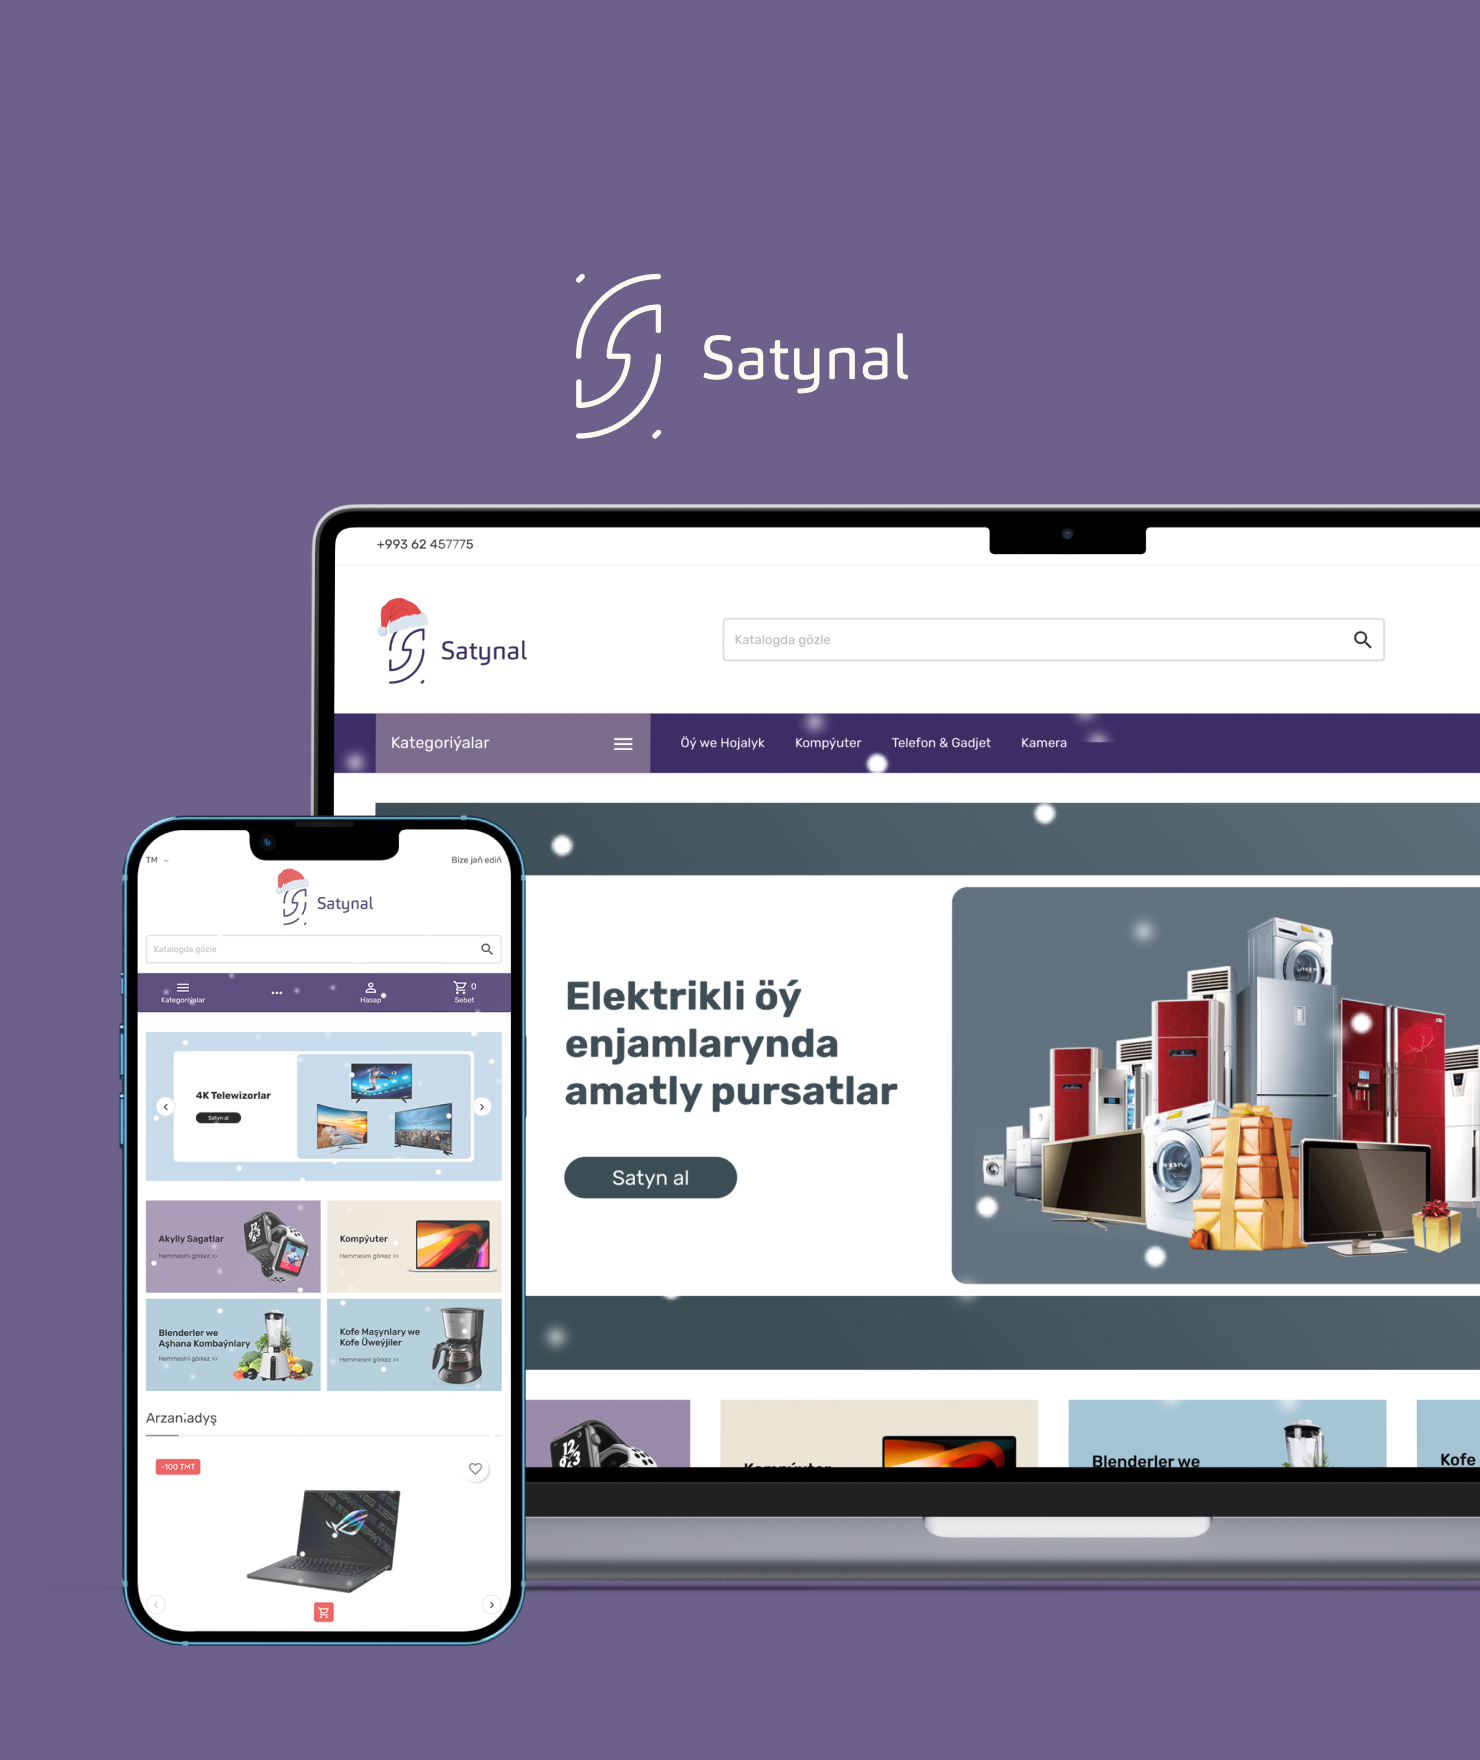 Satynal
+993 62 457775
Satynal
Katalogda gözle
Kategoriýalar
Öý we Hojalyk
Kompýuter
Telefon & Gadjet
Kamera
Elektrikli öý
enjamlarynda
amatly pursatlar
Satyn al
Kompýuter
Blenderler we
Kofe
TM
Bize jaň ediň
Satynal
Katalogda gözle
Kategoriýalar
Hasap
0
Sebet
4K Telewizorlar
Satyn al
Akylly Sagatlar
Hemmesini görkez >>
Kompýuter
Hemmesini görkez >>
Blenderler we
Aşhana Kombaýnlary
Hemmesini görkez >>
Kofe Maşynlary we
Kofe Üweýjiler
Hemmesini görkez >>
Arzanladyş
-100 TMT